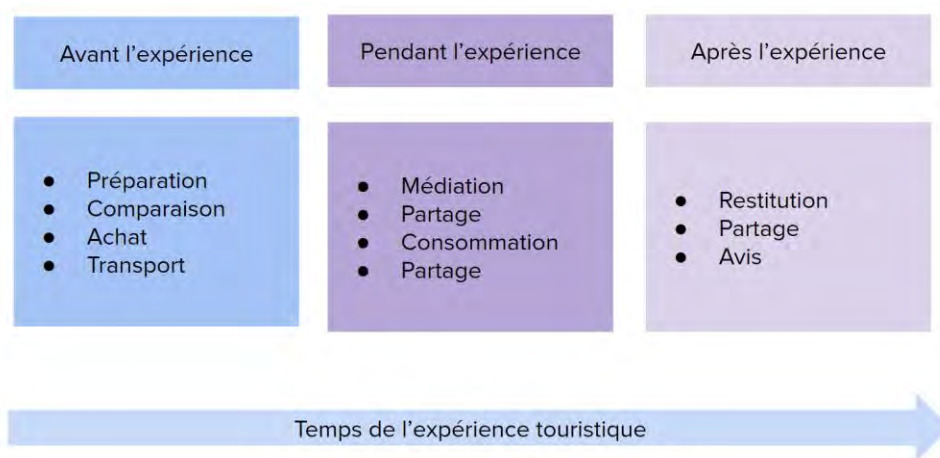 Avant l'expérience
Pendant l'expérience
Après l'expérience
● Préparation
● Comparaison
● Achat
● Transport
● Médiation
● Partage
● Consommation
● Partage
● Restitution
● Partage
● Avis
Temps de l'expérience touristique